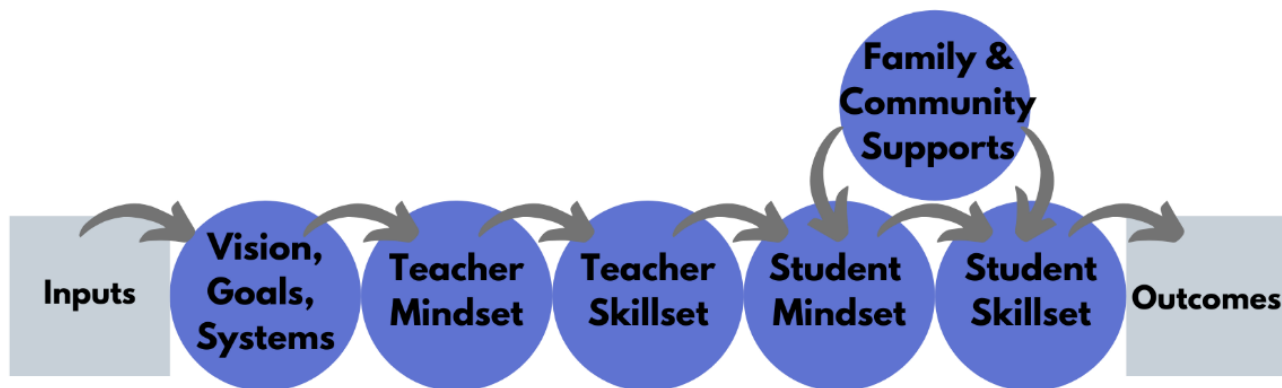 Family &
Community
Supports
Inputs
Vision,
Goals,
Systems
Teacher
Mindset
Teacher
Skillset
Student
Mindset
Student
Skillset
Outcomes